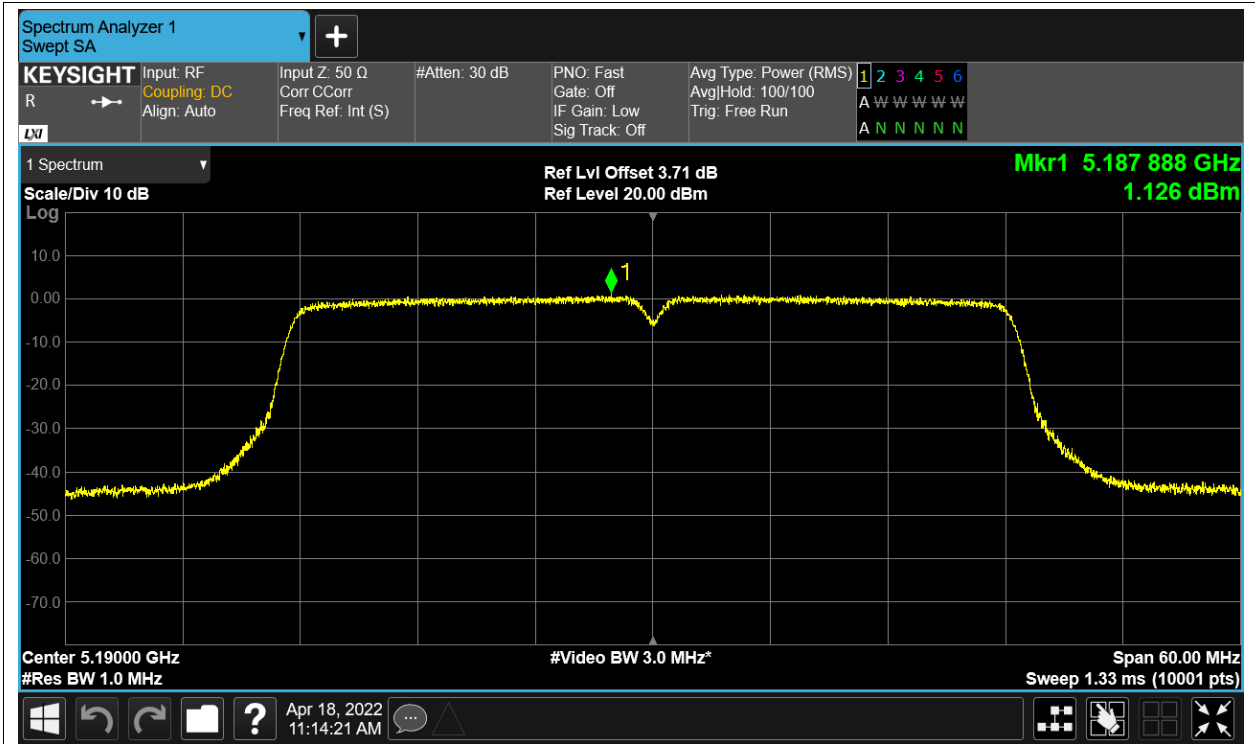 Spectrum Analyzer 1
Swept SA
KEYSIGHT
R
LXI
Input: RF
Coupling: DC
Align: Auto
Input Z: 50 Ω
Corr CCorr
Freq Ref: Int (S)
#Atten: 30 dB
PNO: Fast
Gate: Off
IF Gain: Low
Sig Track: Off
Avg Type: Power (RMS)
Avg|Hold: 100/100
Trig: Free Run
1 2 3 4 5 6
A W W W W W
A N N N N N
1 Spectrum
Scale/Div 10 dB
Ref Lvl Offset 3.71 dB
Ref Level 20.00 dBm
Mkr1 5.187 888 GHz
1.126 dBm
Log
10.0
0.00
-10.0
-20.0
-30.0
-40.0
-50.0
-60.0
-70.0
1
Center 5.19000 GHz
#Res BW 1.0 MHz
#Video BW 3.0 MHz*
Span 60.00 MHz
Sweep 1.33 ms (10001 pts)
?
Apr 18, 2022
11:14:21 AM